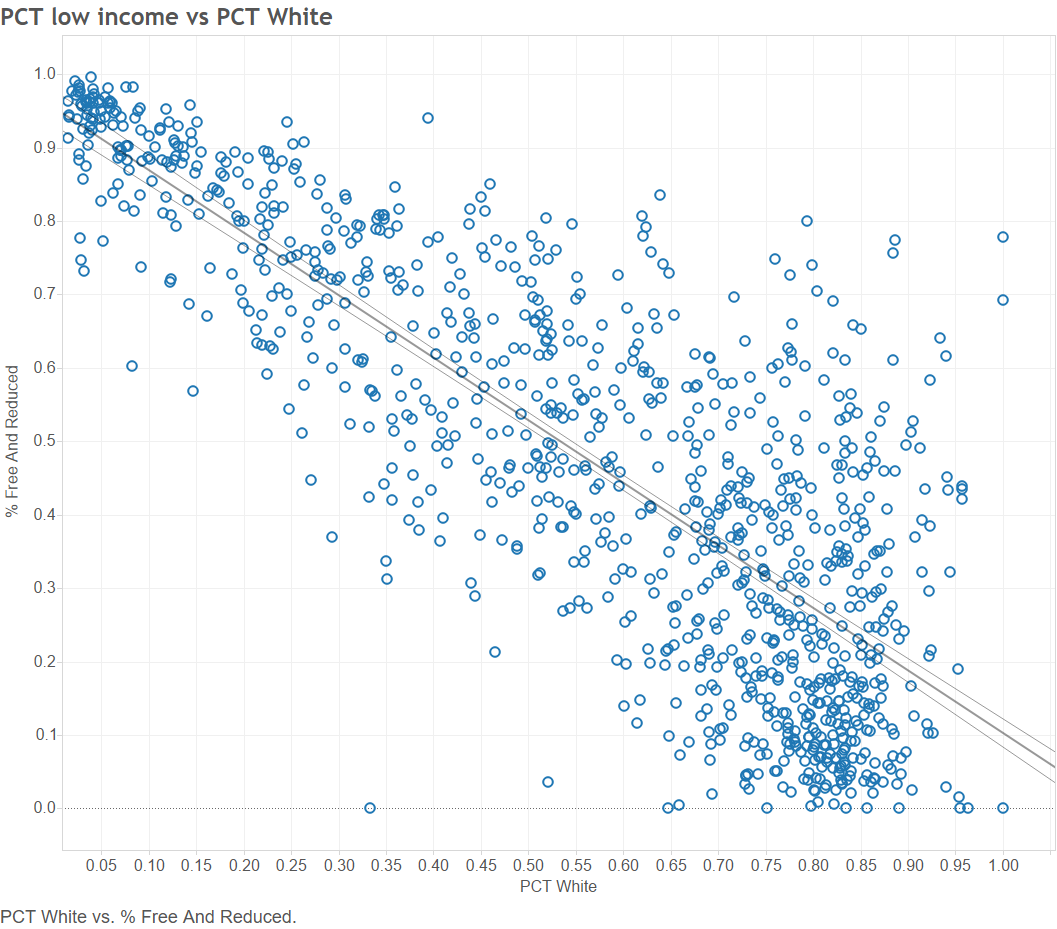 PCT low income vs PCT White
% Free And Reduced
1.0
0.9
0.8
0.7
0.6
0.5
0.4
0.3
0.2
0.1
0.0
0.05 0.10 0.15 0.20 0.25 0.30 0.35 0.40 0.45 0.50 0.55 0.60 0.65 0.70 0.75 0.80 0.85 0.90 0.95 1.00
PCT White
PCT White vs. % Free And Reduced.